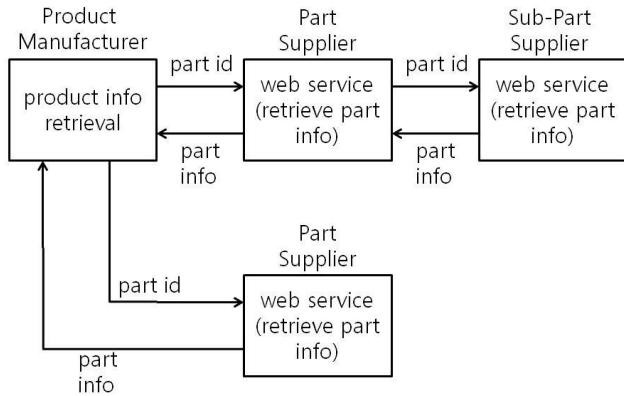 Product
Manufacturer
product info
retrieval
part id
part
info
Part
Supplier
web service
(retrieve part
info)
part id
part
info
Sub-Part
Supplier
web service
(retrieve part
info)
part id
part
info
Part
Supplier
web service
(retrieve part
info)